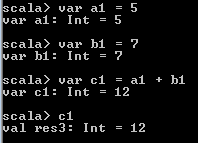 scala> var a1 = 5
var a1: Int = 5
scala> var b1 = 7
var b1: Int = 7
scala> var c1 = a1 + b1
var c1: Int = 12
scala> c1
val res3: Int = 12